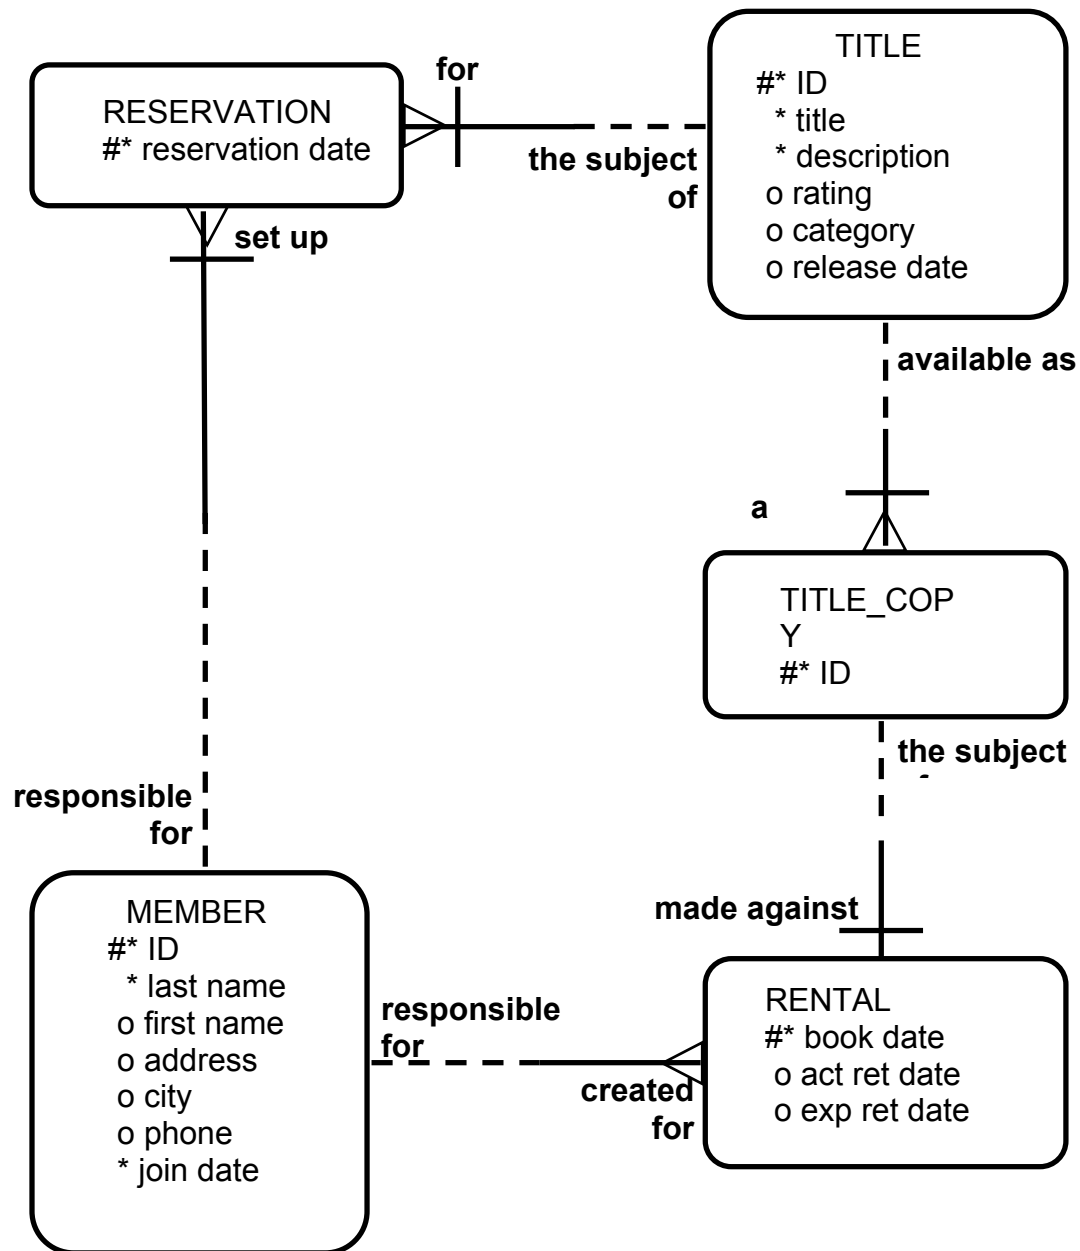 TITLE
#* ID
* title
* description
o rating
o category
o release date
for
RESERVATION
#* reservation date
the subject
of
set up
available as
a
TITLE_COP
Y
#* ID
the subject
responsible
for
made against
MEMBER
#* ID
* last name
o first name
o address
o city
o phone
* join date
responsible
for
created
for
RENTAL
#* book date
o act ret date
o exp ret date